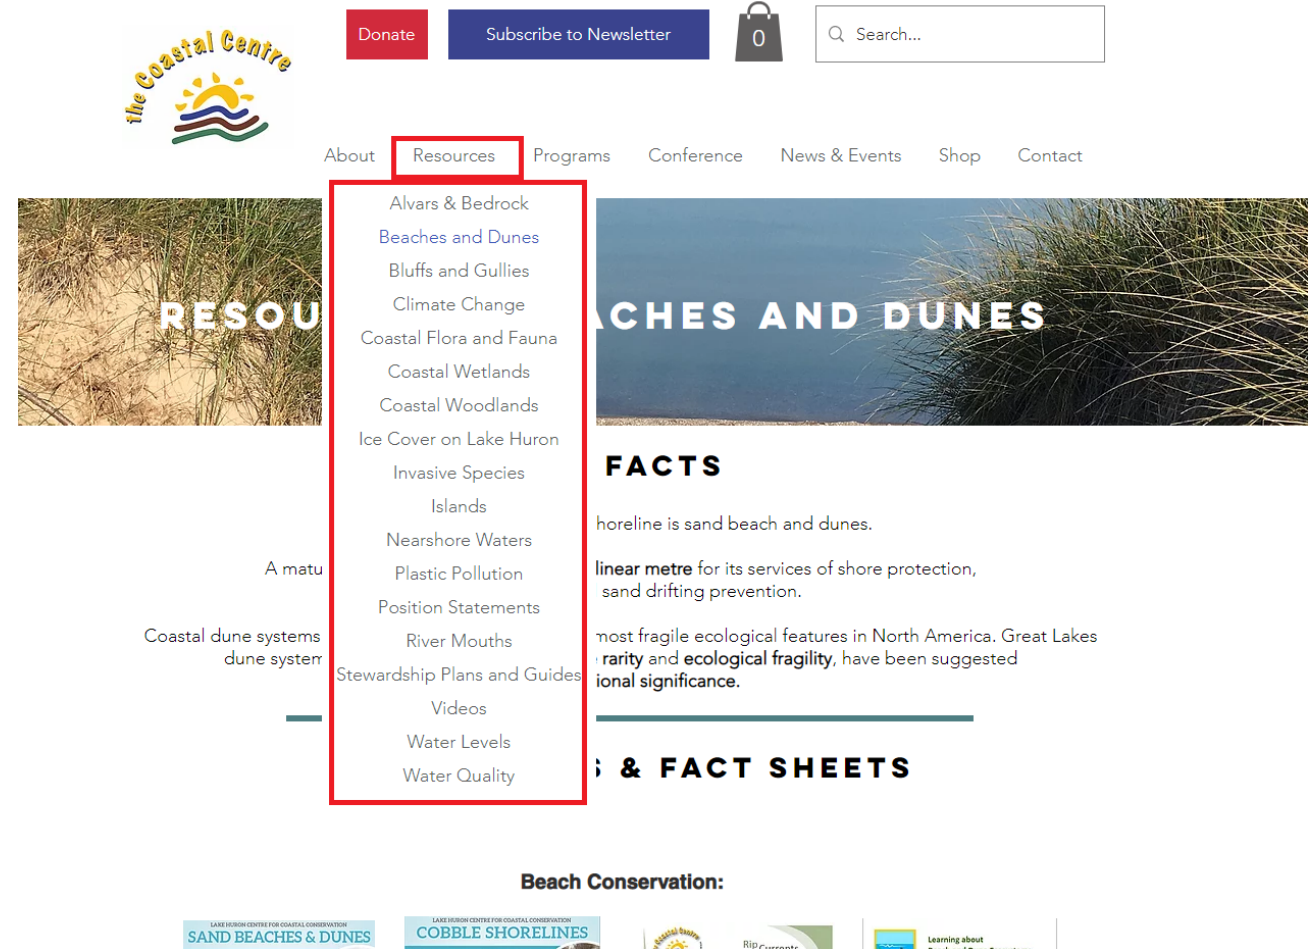 the Coastal Centre
Donate
Subscribe to Newsletter
0
Search...
About
Resources
Programs
Conference
News & Events
Shop
Contact
Alvars & Bedrock
Beaches and Dunes
Bluffs and Gullies
Climate Change
Coastal Flora and Fauna
Coastal Wetlands
Coastal Woodlands
Ice Cover on Lake Huron
Invasive Species
Islands
Nearshore Waters
Plastic Pollution
Position Statements
River Mouths
Stewardship Plans and Guides
Videos
Water Levels
Water Quality
RESOU ACHES AND DUNES
FACTS
horeline is sand beach and dunes.
A matu linear metre for its services of shore protection,
sand drifting prevention.
Coastal dune systems most fragile ecological features in North America. Great Lakes
dune system rarity and ecological fragility, have been suggested
ional significance.
S & FACT SHEETS
Beach Conservation:
LAKE HURON CENTRE FOR COASTAL CONSERVATION
SAND BEACHES & DUNES
LAKE HURON CENTRE FOR COASTAL CONSERVATION
COBBLE SHORELINES
Coastal Centre
Rip Currents
Learning about